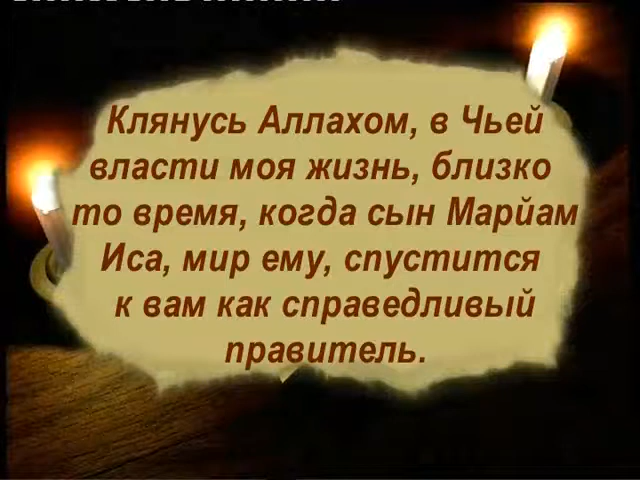 Клянусь Аллахом, в Чьей
власти моя жизнь, близко
то время, когда сын Марйам
Иса, мир ему, спустится
к вам как справедливый
правитель.